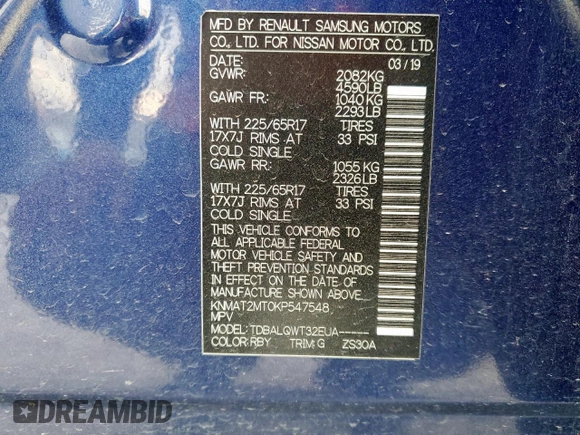 MFD BY RENAULT SAMSUNG MOTORS
CO., LTD. FOR NISSAN MOTOR CO., LTD.
DATE: 03/19
GVWR: 2082KG
4590LB
GAWR FR: 1040KG
2293LB
WITH 225/65R17 TIRES
17X7J RIMS AT 33 PSI
COLD SINGLE
GAWR RR: 1055 KG
2326LB
WITH 225/65R17 TIRES
17X7J RIMS AT 33 PSI
COLD SINGLE
THIS VEHICLE CONFORMS TO
ALL APPLICABLE FEDERAL
MOTOR VEHICLE SAFETY AND
THEFT PREVENTION STANDARDS
IN EFFECT ON THE DATE OF
MANUFACTURE SHOWN ABOVE.
KNMAT2MT0KP547548
MPV
MODEL: TDBALQWT32EUA-----
COLOR: RBY TRIM: G ZS30A
DREAMBID